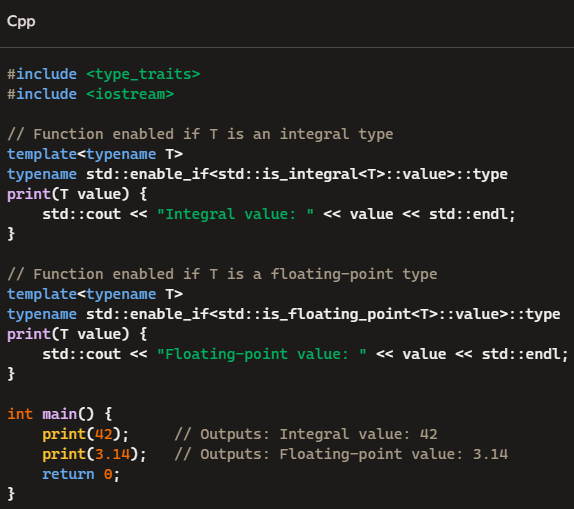 Cpp
#include <type_traits>
#include <iostream>
// Function enabled if T is an integral type
template<typename T>
typename std::enable_if<std::is_integral<T>::value>::type
print(T value) {
    std::cout << "Integral value: " << value << std::endl;
}
// Function enabled if T is a floating-point type
template<typename T>
typename std::enable_if<std::is_floating_point<T>::value>::type
print(T value) {
    std::cout << "Floating-point value: " << value << std::endl;
}
int main() {
    print(42);     // Outputs: Integral value: 42
    print(3.14);   // Outputs: Floating-point value: 3.14
    return 0;
}